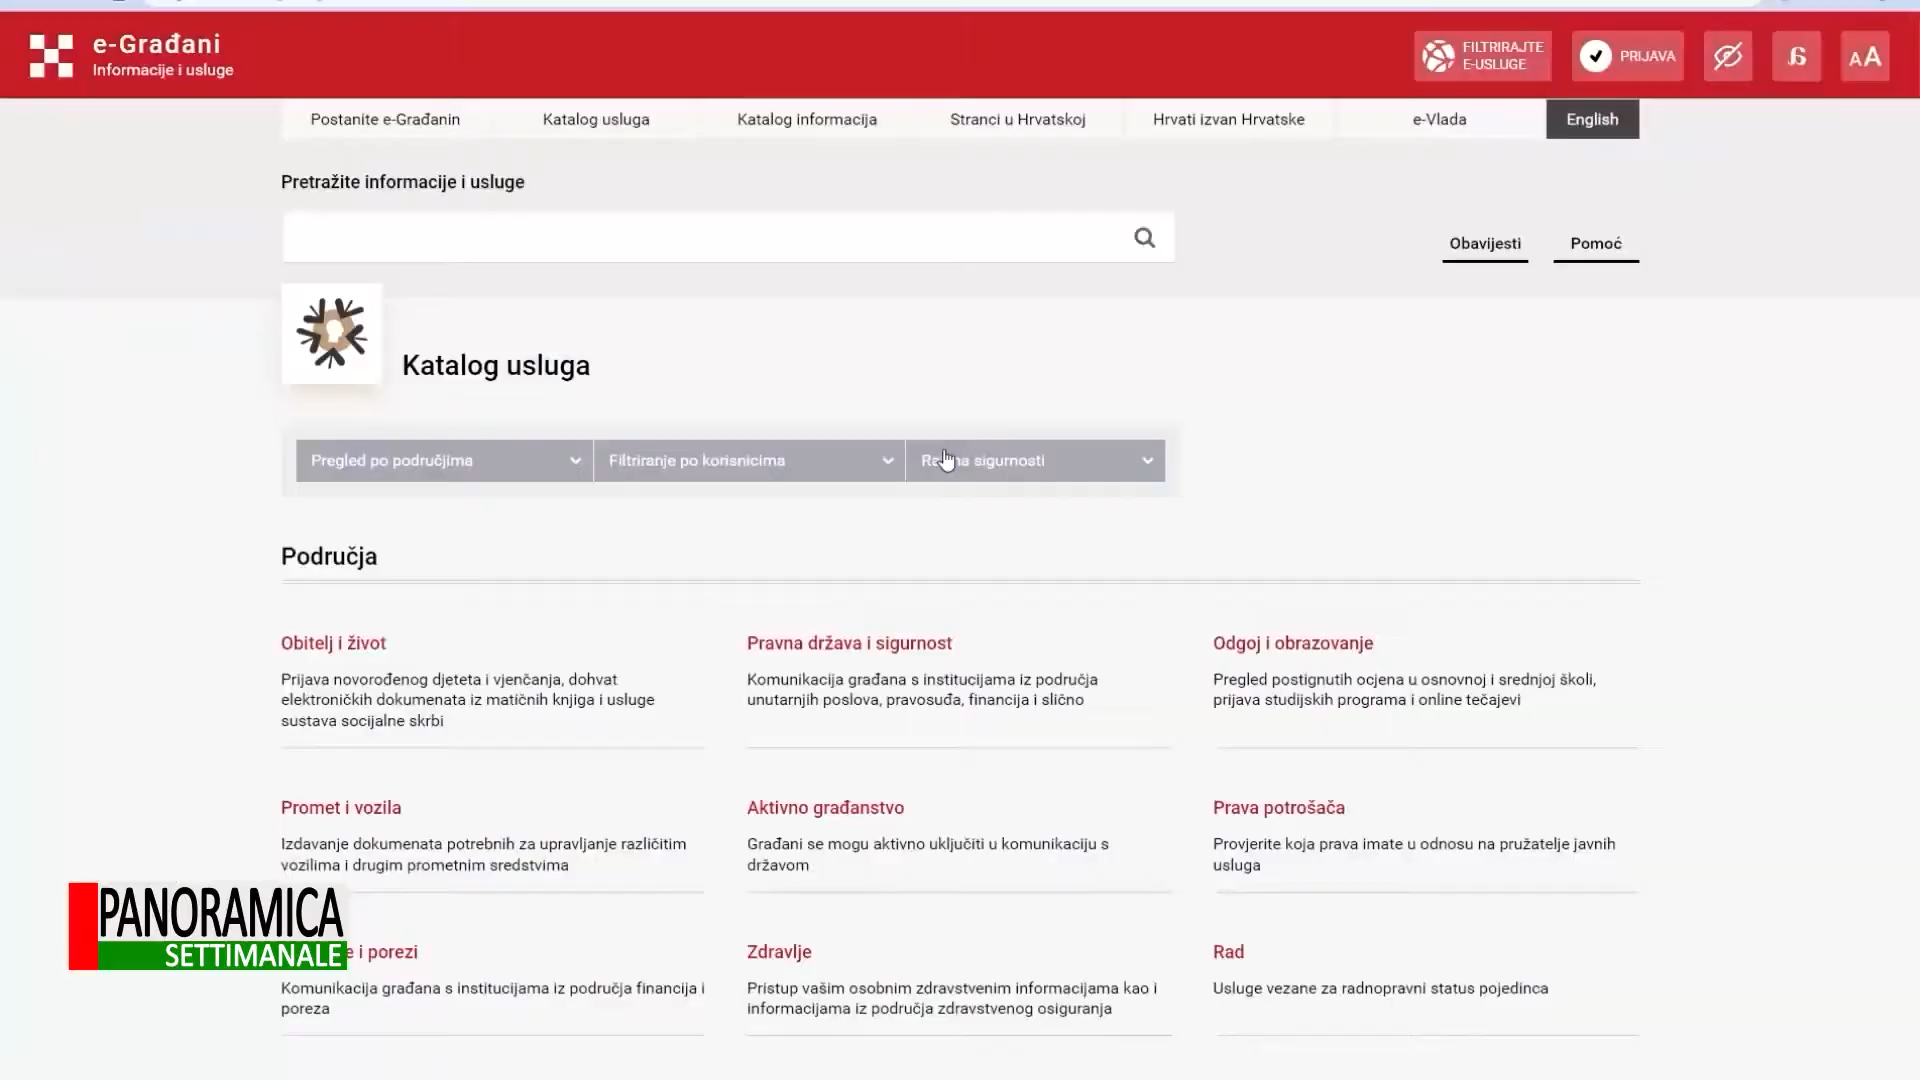 e-Građani
Informacije i usluge
FILTRIRAJTE
E-USLUGE
PRIJAVA
AA
Postanite e-Građanin
Katalog usluga
Katalog informacija
Stranci u Hrvatskoj
Hrvati izvan Hrvatske
e-Vlada
English
Pretražite informacije i usluge
Obavijesti
Pomoć
Katalog usluga
Pregled po područjima
Filtriranje po korisnicima
sigurnosti
Područja
Obitelj i život
Prijava novorođenog djeteta i vjenčanja, dohvat
elektroničkih dokumenata iz matičnih knjiga i usluge
sustava socijalne skrbi
Pravna država i sigurnost
Komunikacija građana s institucijama iz područja
unutarnjih poslova, pravosuđa, financija i slično
Odgoj i obrazovanje
Pregled postignutih ocjena u osnovnoj i srednjoj školi,
prijava studijskih programa i online tečajevi
Promet i vozila
Izdavanje dokumenata potrebnih za upravljanje različitim
vozilima i drugim prometnim sredstvima
Aktivno građanstvo
Građani se mogu aktivno uključiti u komunikaciju s
državom
Prava potrošača
Provjerite koja prava imate u odnosu na pružatelje javnih
usluga
PANORAMICA
SETTIMANALE
i porezi
Komunikacija građana s institucijama iz područja financija i
poreza
Zdravlje
Pristup vašim osobnim zdravstvenim informacijama kao i
informacijama iz područja zdravstvenog osiguranja
Rad
Usluge vezane za radnopravni status pojedinca